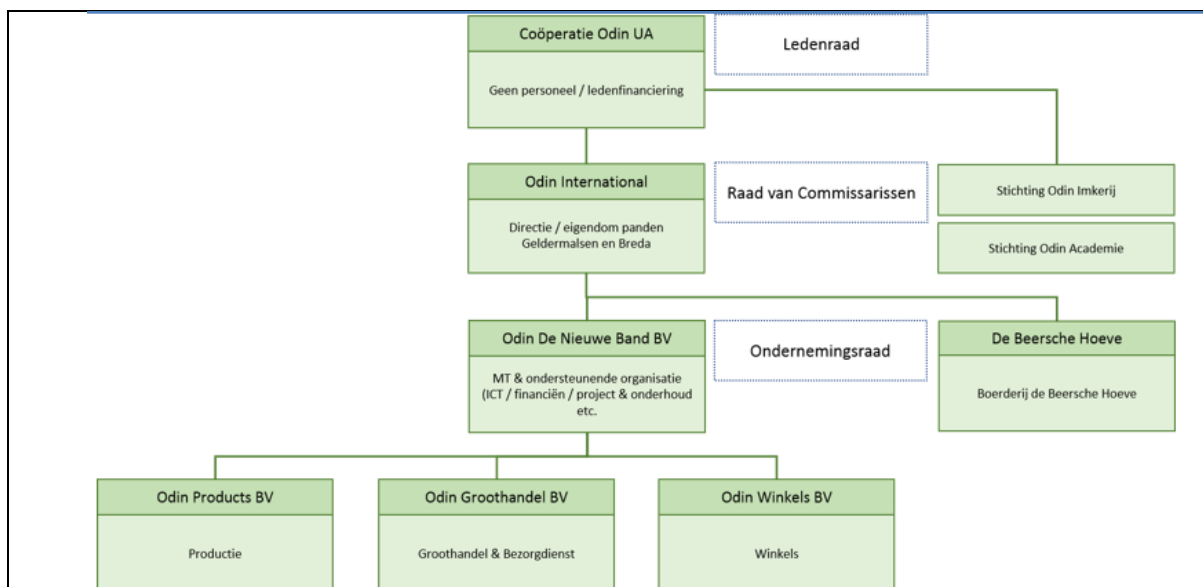 Coöperatie Odin UA
Geen personeel / ledenfinanciering
Ledenraad
Odin International
Directie / eigendom panden
Geldermalsen en Breda
Raad van Commissarissen
Stichting Odin Imkerij
Stichting Odin Academie
Odin De Nieuwe Band BV
MT & ondersteunende organisatie
(ICT / financiën / project & onderhoud
etc.
Ondernemingsraad
De Beersche Hoeve
Boerderij de Beersche Hoeve
Odin Products BV
Productie
Odin Groothandel BV
Groothandel & Bezorgdienst
Odin Winkels BV
Winkels